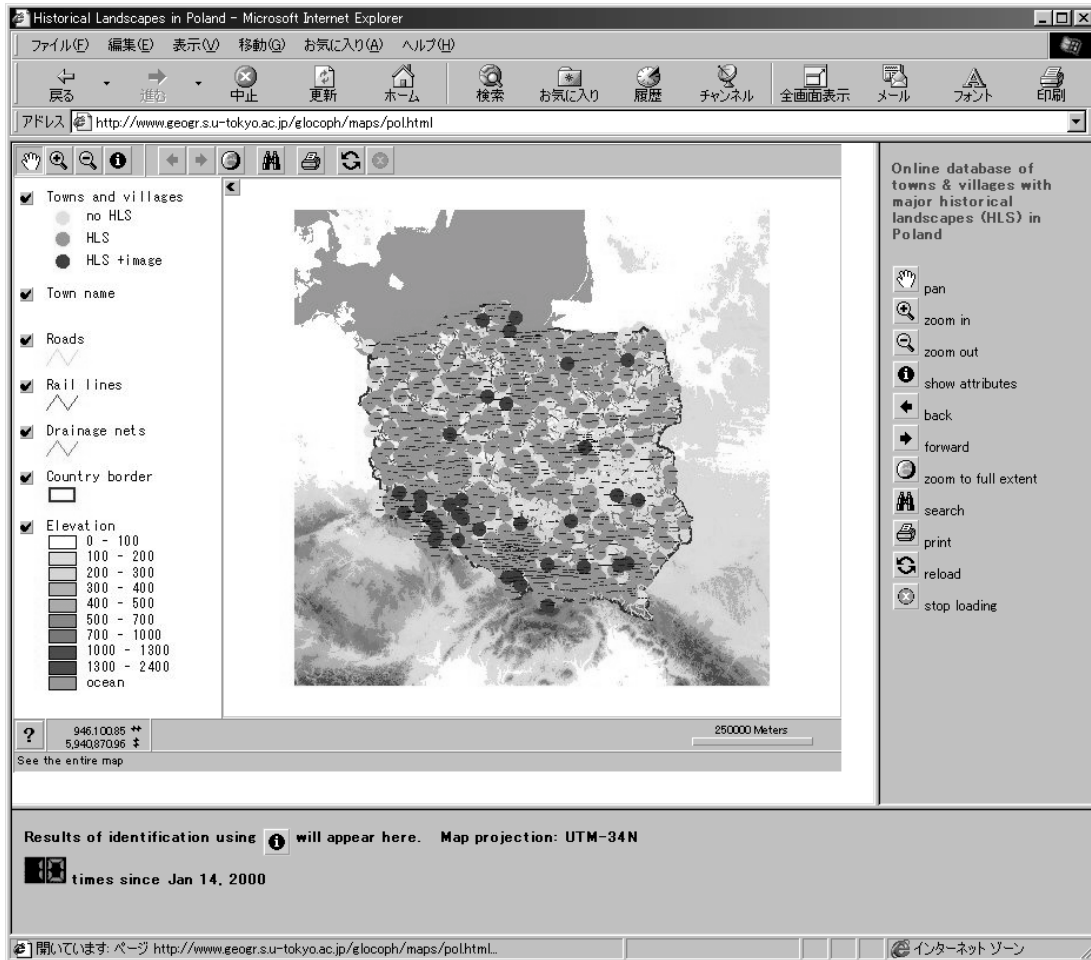 Historical Landscapes in Poland - Microsoft Internet Explorer
ファイル(F) 編集(E) 表示(V) 移動(G) お気に入り(A) ヘルプ(H)
戻る 進む 中止 更新 ホーム 検索 お気に入り 履歴 チャンネル 全画面表示 メール フォント 印刷
アドレス http://www.geogr.s.u-tokyo.ac.jp/glocoph/maps/pol.html
Towns and villages
no HLS
HLS
HLS +image
Town name
Roads
Rail lines
Drainage nets
Country border
Elevation
0 - 100
100 - 200
200 - 300
300 - 400
400 - 500
500 - 700
700 - 1000
1000 - 1300
1300 - 2400
ocean
?
946,100.85
5,940,870.96
250000 Meters
See the entire map
Online database of
towns & villages with
major historical
landscapes (HLS) in
Poland
pan
zoom in
zoom out
show attributes
back
forward
zoom to full extent
search
print
reload
stop loading
Results of identification using will appear here. Map projection: UTM-34N
times since Jan 14, 2000
開いています: ページ http://www.geogr.s.u-tokyo.ac.jp/glocoph/maps/pol.html...
インターネット ゾーン